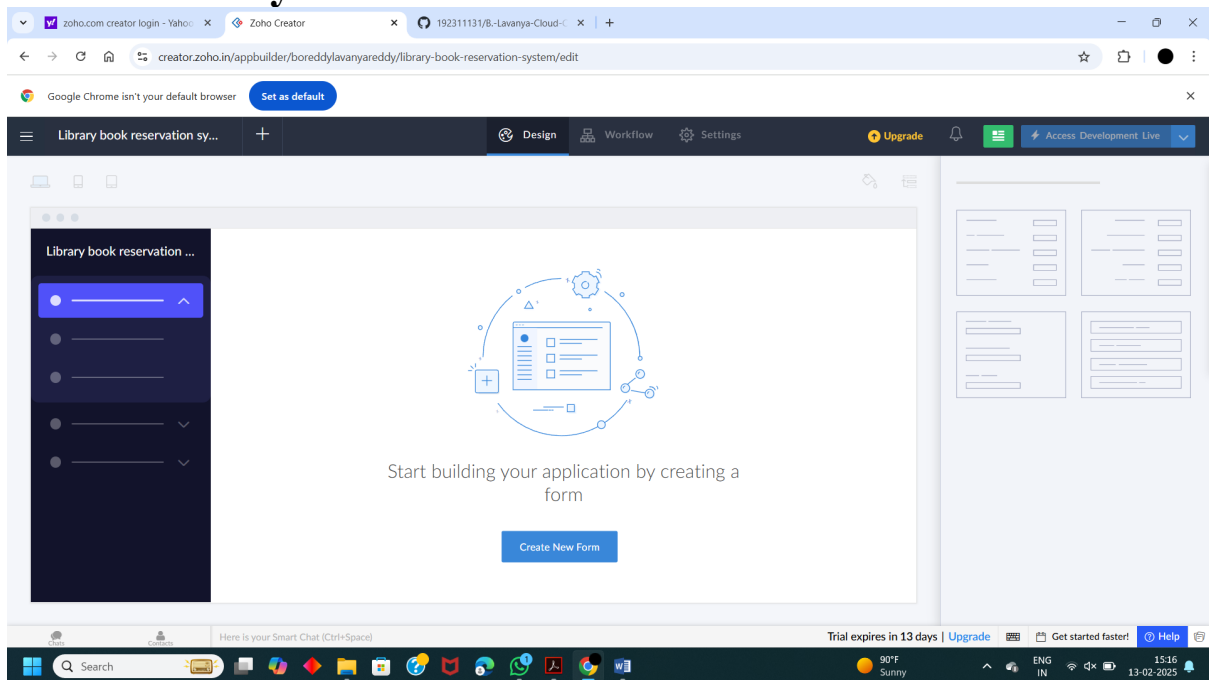 zoho.com creator login - Yahoo
Zoho Creator
192311131/B.-Lavanya-Cloud-C
creator.zoho.in/appbuilder/boreddylavanyareddy/library-book-reservation-system/edit
Google Chrome isn't your default browser
Set as default
Library book reservation sy...
Design
Workflow
Settings
Upgrade
Access Development Live
Library book reservation ...
Start building your application by creating a
form
Create New Form
Chats
Contacts
Here is your Smart Chat (Ctrl+Space)
Trial expires in 13 days | Upgrade
Get started faster!
Help
Search
90°F
Sunny
ENG
IN
15:16
13-02-2025